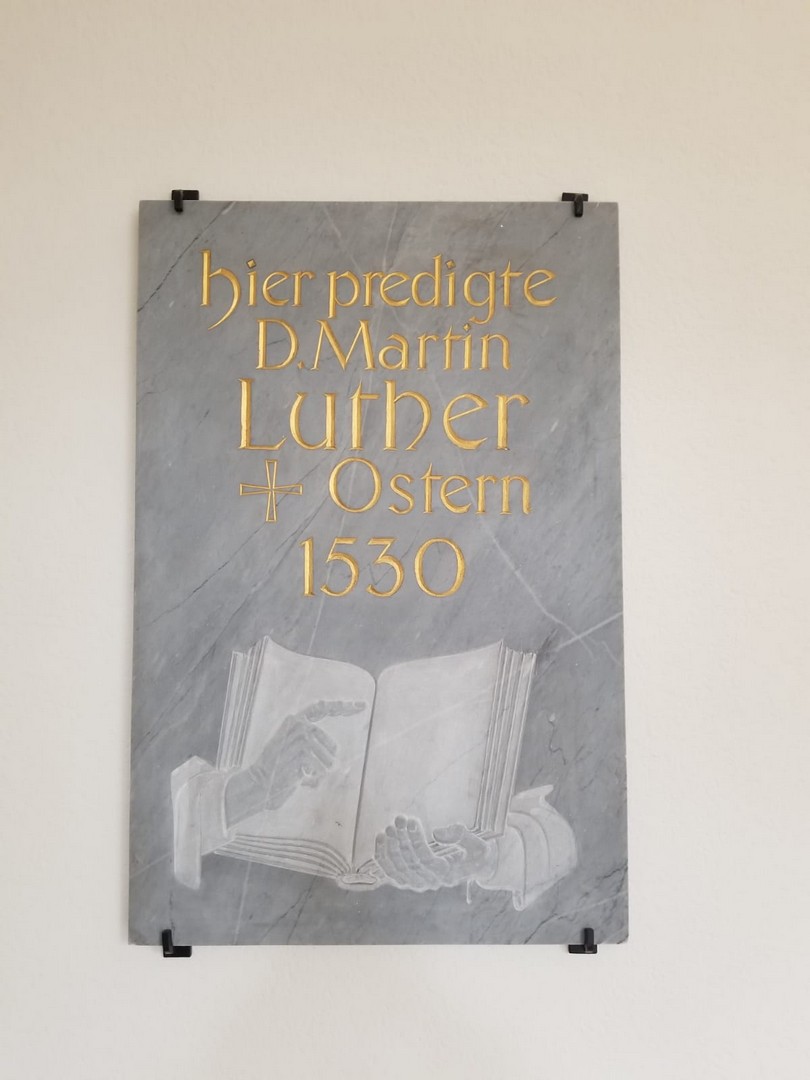 hier predigte
D. Martin
Luther
Ostern
1530